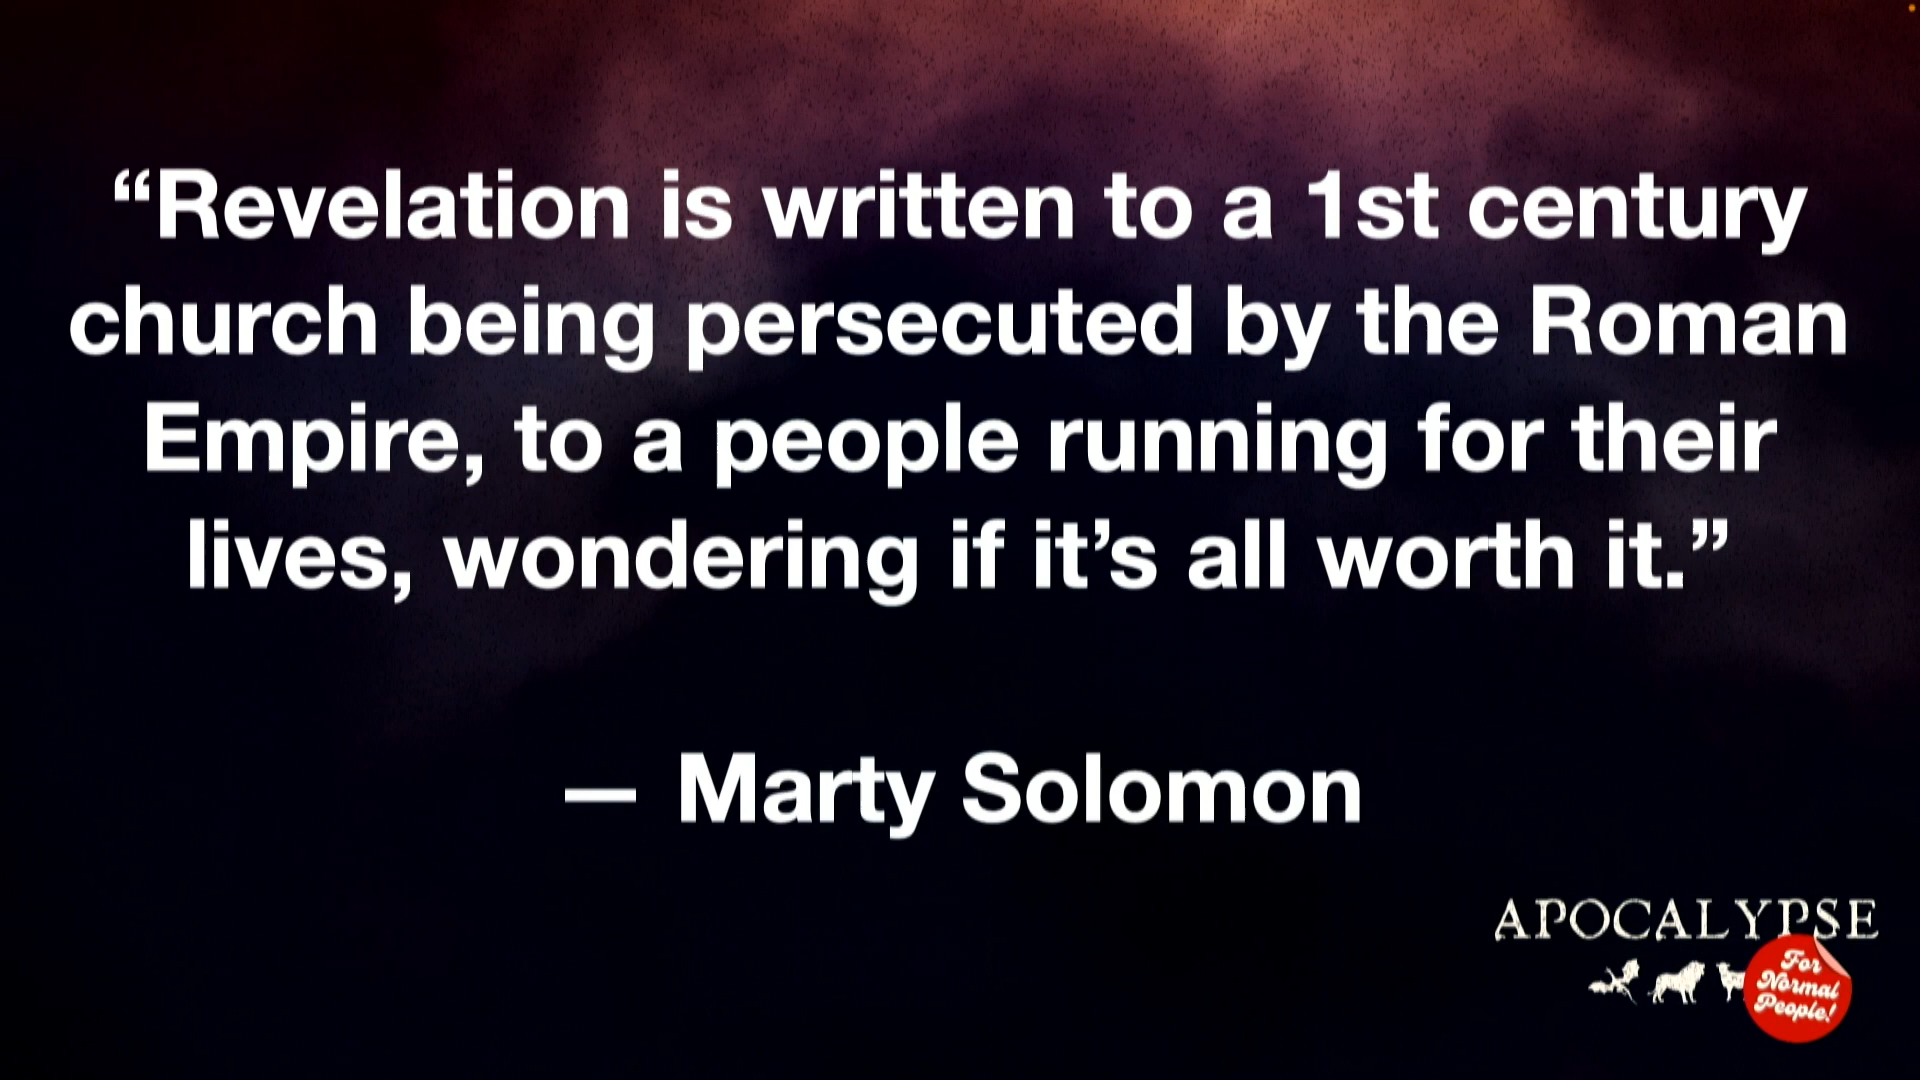 “Revelation is written to a 1st century
church being persecuted by the Roman
Empire, to a people running for their
lives, wondering if it’s all worth it.”
— Marty Solomon
APOCALYPSE
For
Normal
People!